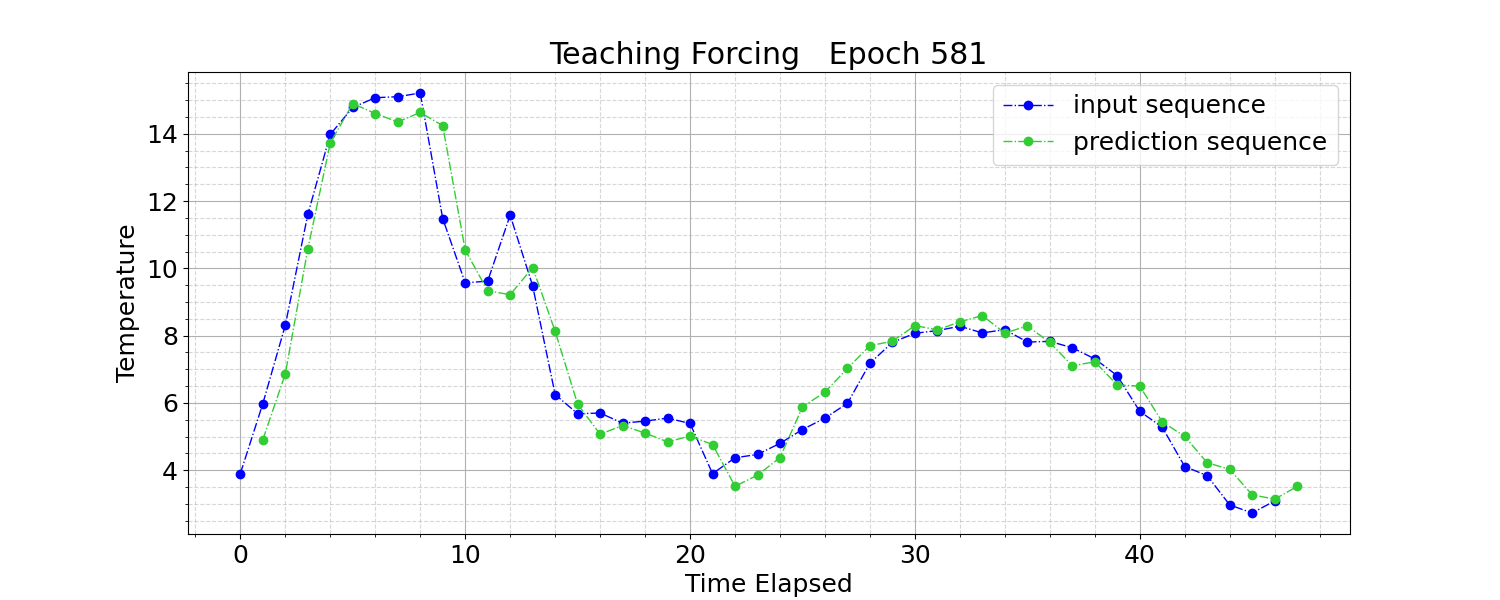 Teaching Forcing   Epoch 581
input sequence
prediction sequence
Temperature
14
12
10
8
6
4
0 10 20 30 40
Time Elapsed